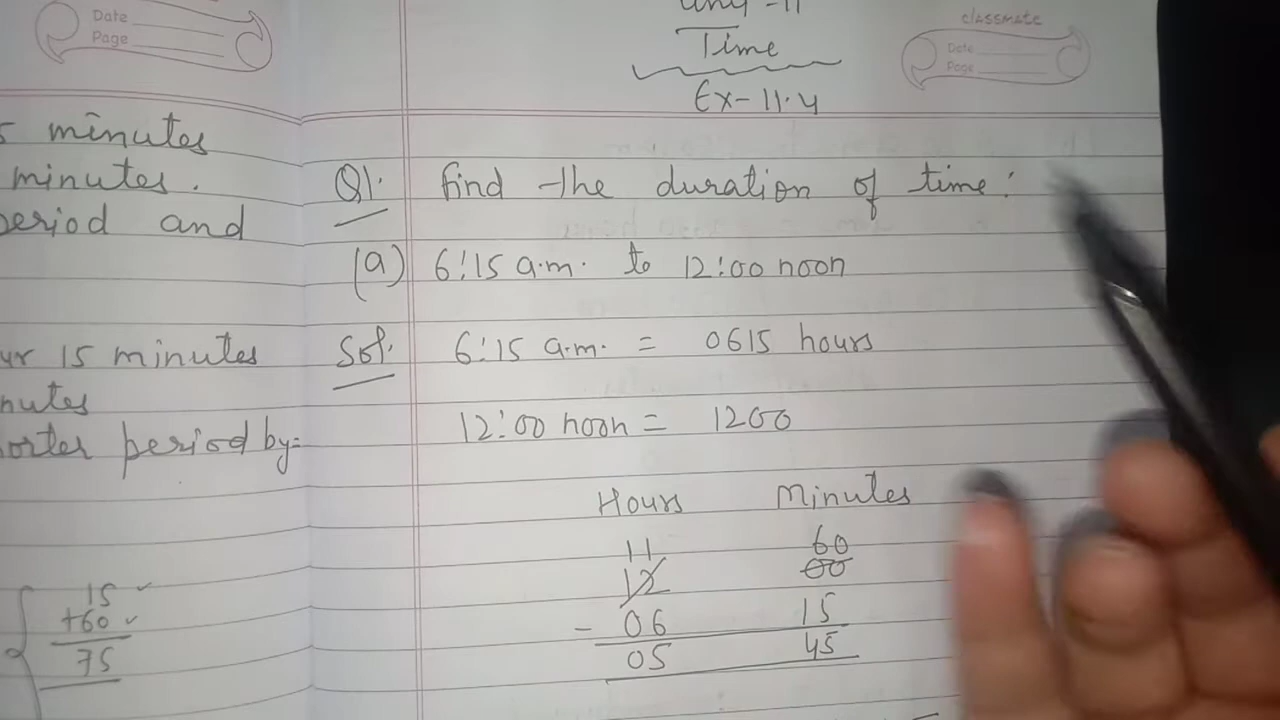 Date
Page
classmate
Date
Page
Time
Ex-11.4
minutes
minutes.
period and
15 minutes
period by:-
15
+60
75
Q1. find the duration of time:
(a) 6:15 a.m. to 12:00 noon
Sol. 6:15 a.m. = 0615 hours
12:00 noon = 1200
Hours Minutes
11 60
12 00
- 06 15
05 45